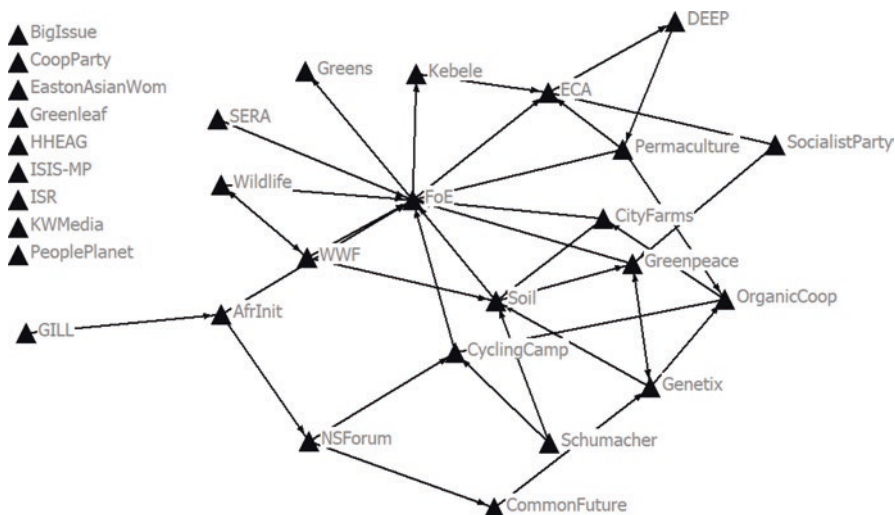 BigIssue
CoopParty
EastonAsianWom
Greenleaf
HHEAG
ISIS-MP
ISR
KWMedia
PeoplePlanet
DEEP
Greens
Kebele
ECA
SERA
SocialistParty
Permaculture
Wildlife
FoE
CityFarms
WWF
Greenpeace
Soil
OrganicCoop
AfrInit
GILL
CyclingCamp
Genetix
NSForum
Schumacher
CommonFuture